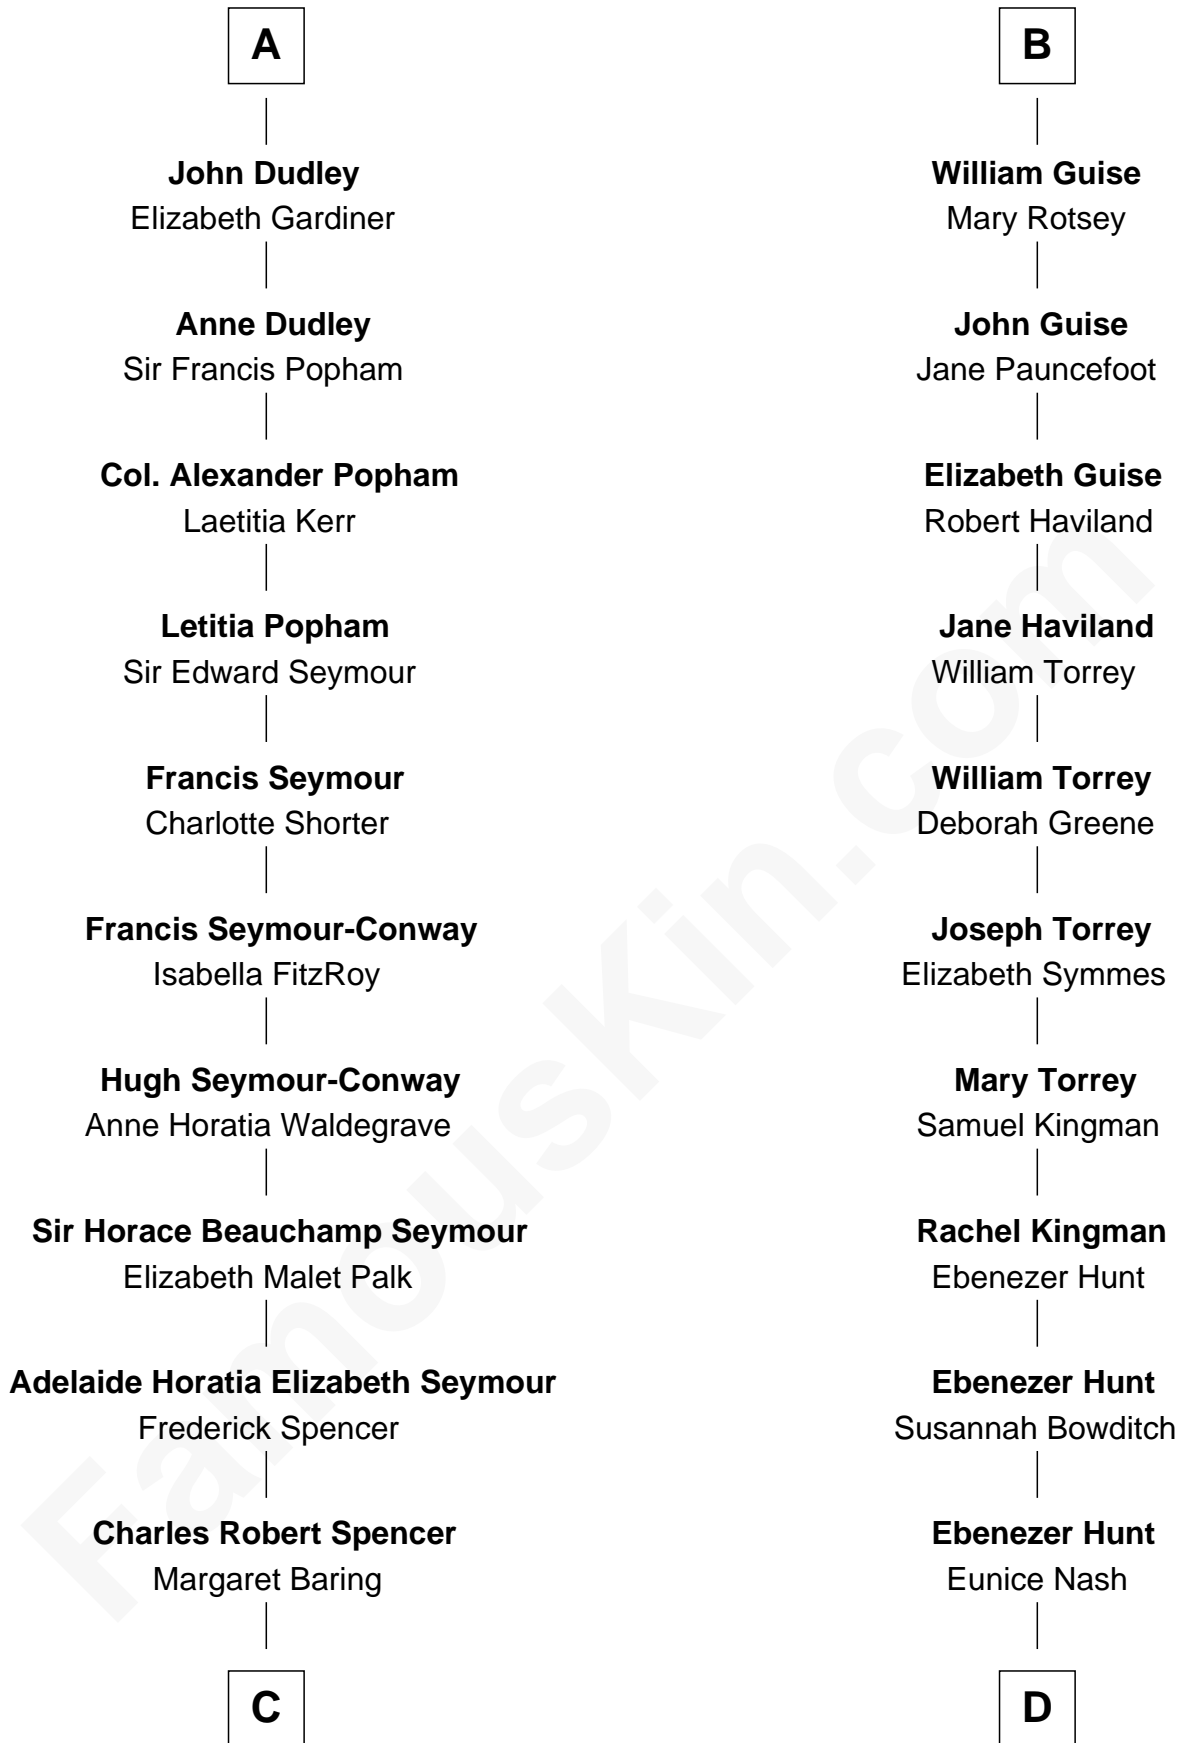 A
John Dudley
Elizabeth Gardiner
Anne Dudley
Sir Francis Popham
Col. Alexander Popham
Laetitia Kerr
Letitia Popham
Sir Edward Seymour
Francis Seymour
Charlotte Shorter
Francis Seymour-Conway
Isabella FitzRoy
Hugh Seymour-Conway
Anne Horatia Waldegrave
Sir Horace Beauchamp Seymour
Elizabeth Malet Palk
Adelaide Horatia Elizabeth Seymour
Frederick Spencer
Charles Robert Spencer
Margaret Baring
C
B
William Guise
Mary Rotsey
John Guise
Jane Pauncefoot
Elizabeth Guise
Robert Haviland
Jane Haviland
William Torrey
William Torrey
Deborah Greene
Joseph Torrey
Elizabeth Symmes
Mary Torrey
Samuel Kingman
Rachel Kingman
Ebenezer Hunt
Ebenezer Hunt
Susannah Bowditch
Ebenezer Hunt
Eunice Nash
D
FamousKin.com